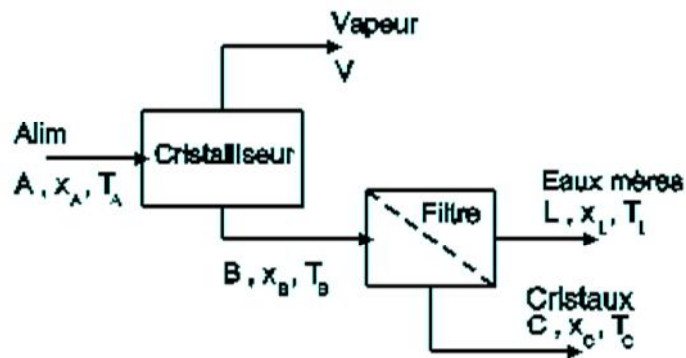 Vapeur
V
Alim
Cristalliseur
A , x_A, T_A
Filtre
Eaux mères
L , x_L, T_L
B , x_B, T_B
Cristaux
C , x_C, T_C